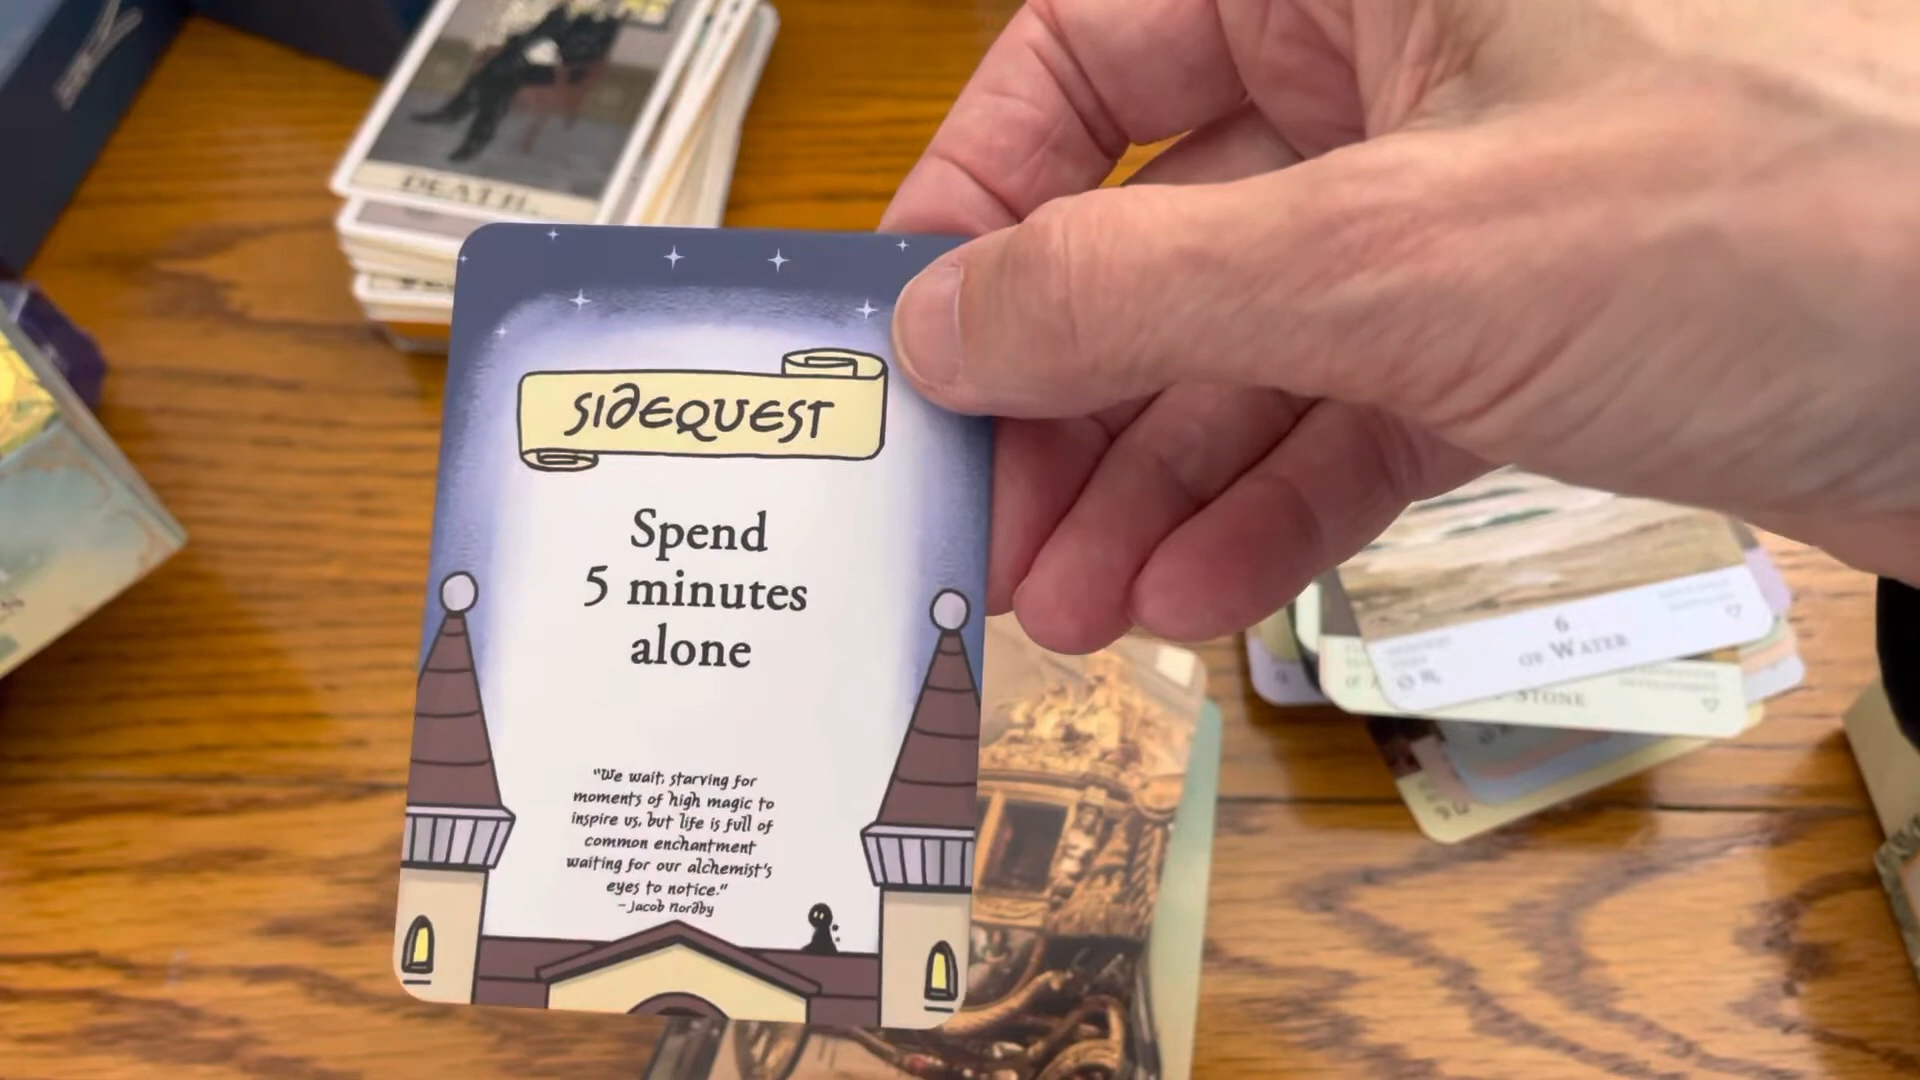 DEATH.
SIDEQUEST
Spend
5 minutes
alone
"We wait, starving for
moments of high magic to
inspire us, but life is full of
common enchantment
waiting for our alchemist's
eyes to notice."
- Jacob Nordby
6
OF WATER
STONE